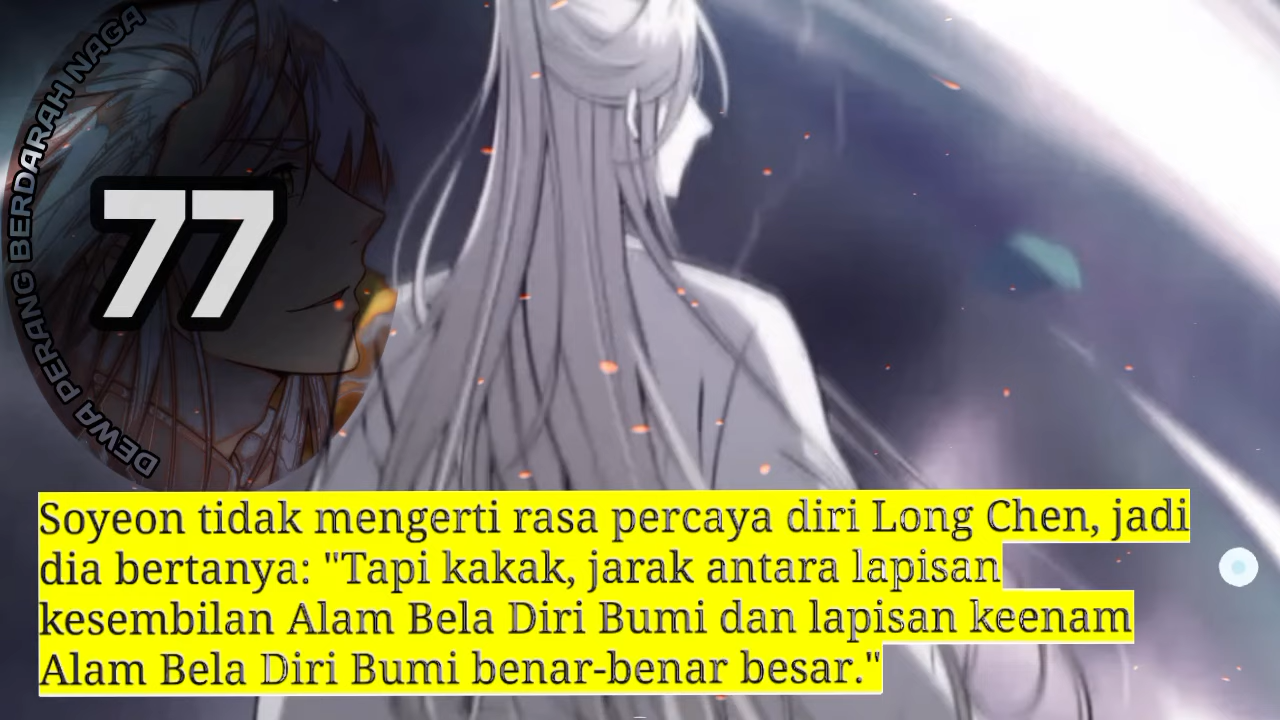 DEWA PERANG BERDARAH NAGA
77
Soyeon tidak mengerti rasa percaya diri Long Chen, jadi
dia bertanya: "Tapi kakak, jarak antara lapisan
kesembilan Alam Bela Diri Bumi dan lapisan keenam
Alam Bela Diri Bumi benar-benar besar."